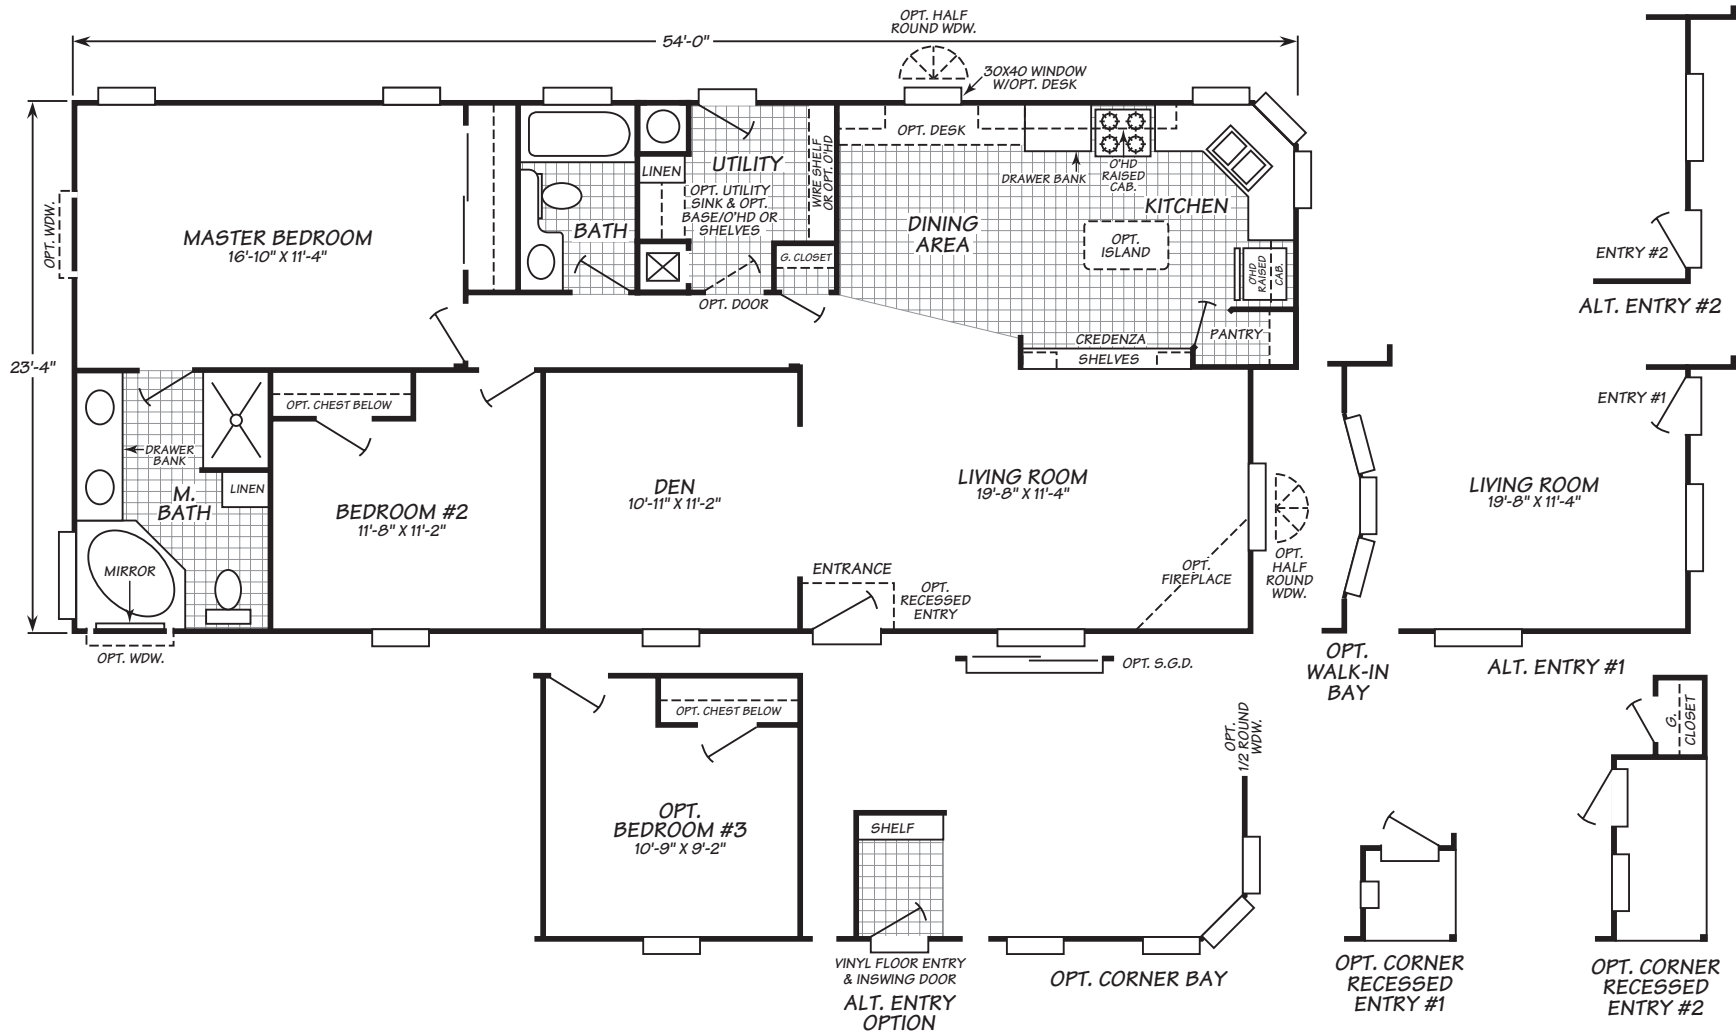 OPT. HALF
ROUND WDW.
54'-0"
30X40 WINDOW
W/OPT. DESK
OPT. DESK
UTILITY
LINEN
WIRE SHELF
OR OPT. O'HD
OPT. UTILITY
SINK & OPT.
BASE/O'HD OR
SHELVES
DRAWER BANK
O'HD
RAISED
CAB.
KITCHEN
OPT. WDW.
MASTER BEDROOM
16'-10" X 11'-4"
BATH
DINING
AREA
OPT.
ISLAND
G. CLOSET
O'HD
RAISED
CAB.
OPT. DOOR
CREDENZA
SHELVES
PANTRY
23'-4"
ENTRY #2
ALT. ENTRY #2
OPT. CHEST BELOW
DRAWER
BANK
LINEN
M.
BATH
BEDROOM #2
11'-8" X 11'-2"
DEN
10'-11" X 11'-2"
LIVING ROOM
19'-8" X 11'-4"
ENTRY #1
LIVING ROOM
19'-8" X 11'-4"
MIRROR
ENTRANCE
OPT.
RECESSED
ENTRY
OPT.
FIREPLACE
OPT.
HALF
ROUND
WDW.
OPT. WDW.
OPT. S.G.D.
OPT.
WALK-IN
BAY
ALT. ENTRY #1
OPT. CHEST BELOW
OPT.
BEDROOM #3
10'-9" X 9'-2"
OPT.
1/2 ROUND
WDW.
G.
CLOSET
SHELF
VINYL FLOOR ENTRY
& INSWING DOOR
ALT. ENTRY
OPTION
OPT. CORNER BAY
OPT. CORNER
RECESSED
ENTRY #1
OPT. CORNER
RECESSED
ENTRY #2